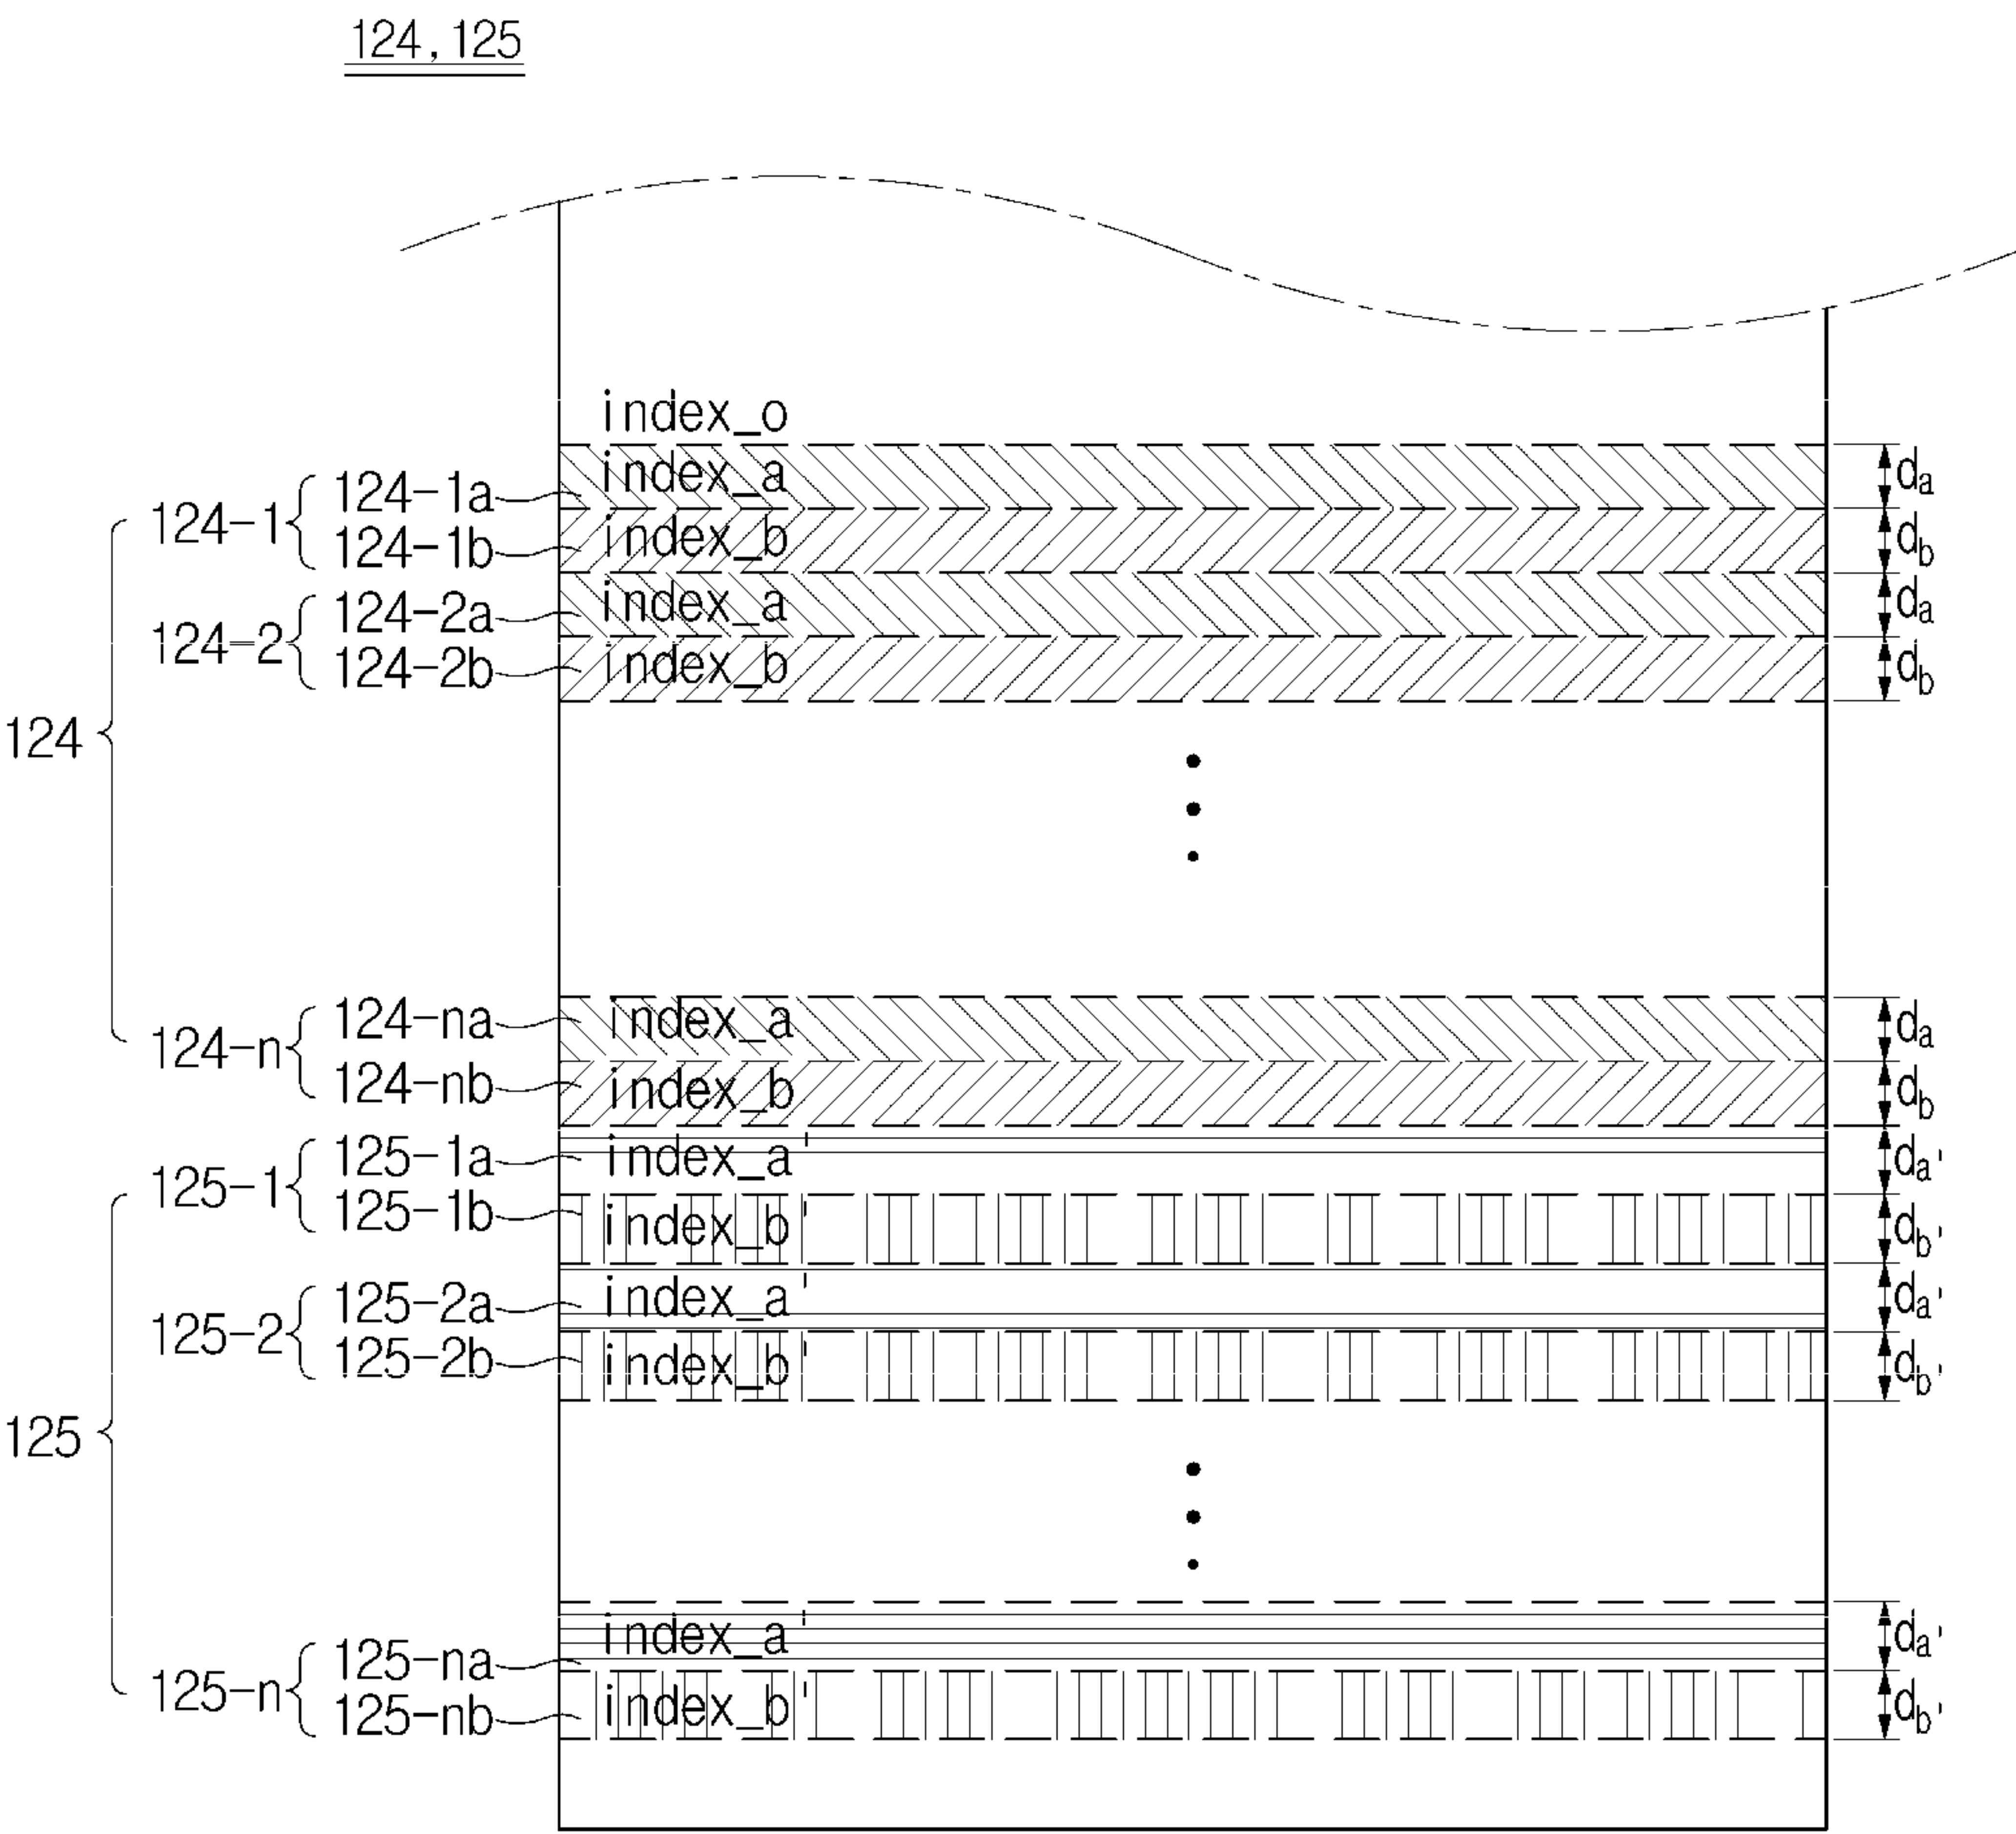 124, 125
index_o
124-1 124-1a index_a da
124-1b index_b db
124-2 124-2a index_a da
124-2b index_b db
124
124-n 124-na index_a da
124-nb index_b db
125-1 125-1a index_a' da'
125-1b index_b' db'
125-2 125-2a index_a' da'
125-2b index_b' db'
125
125-n 125-na index_a' da'
125-nb index_b' db'